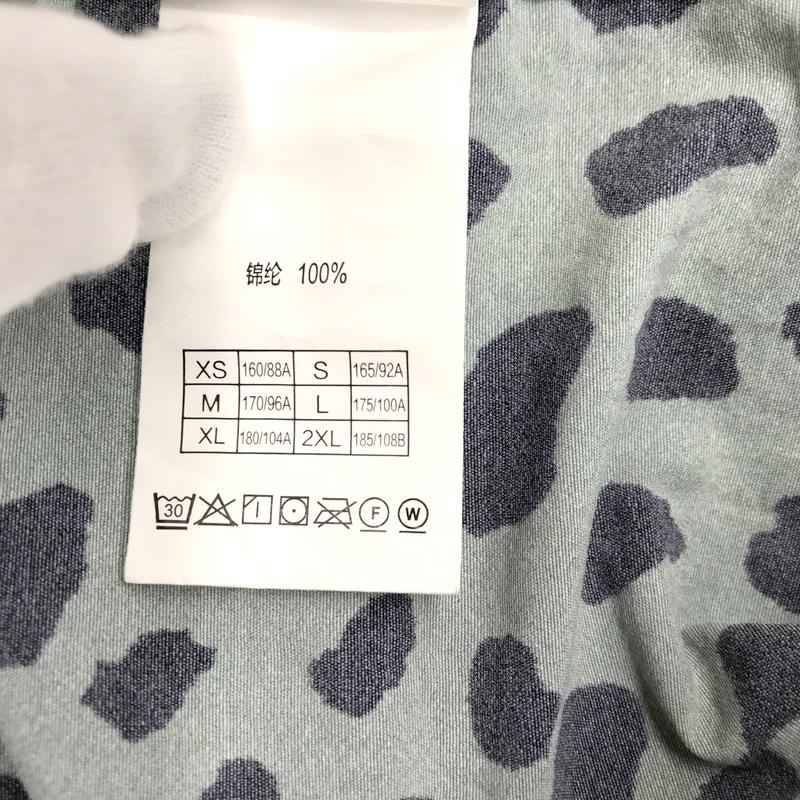 锦纶 100%
XS 160/88A S 165/92A
M 170/96A L 175/100A
XL 180/104A 2XL 185/108B
30 F W